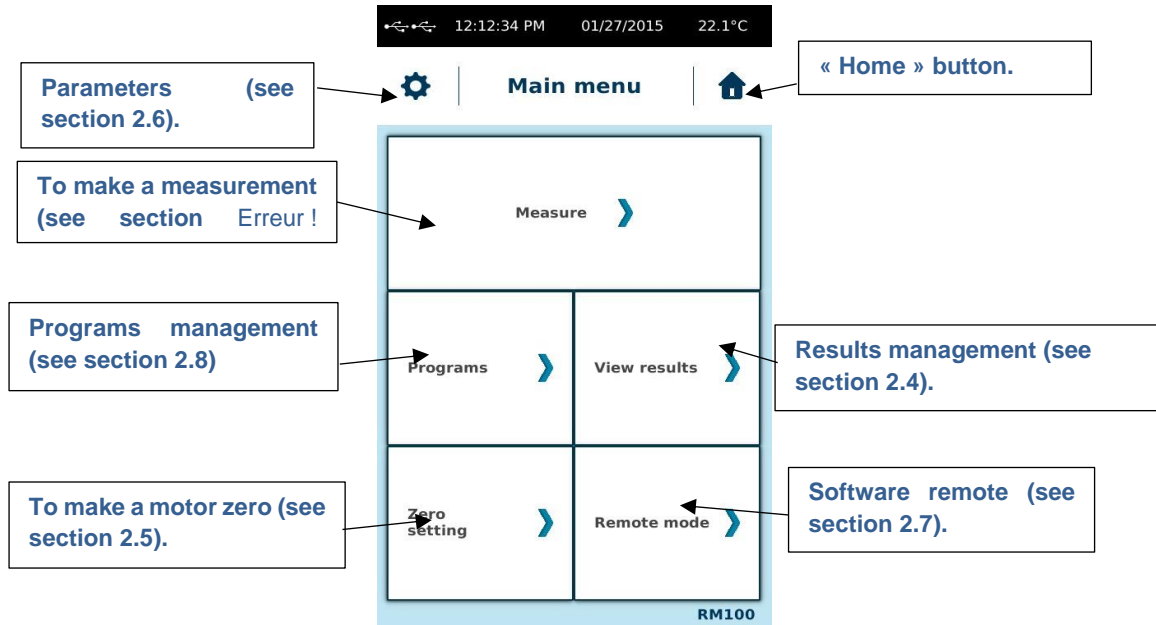 12:12:34 PM 01/27/2015 22.1°C
Parameters (see
section 2.6).
Main menu
« Home » button.
To make a measurement
(see section Erreur !
Measure
Programs management
(see section 2.8)
Programs
View results
Results management (see
section 2.4).
To make a motor zero (see
section 2.5).
Zero
setting
Remote mode
Software remote (see
section 2.7).
RM100